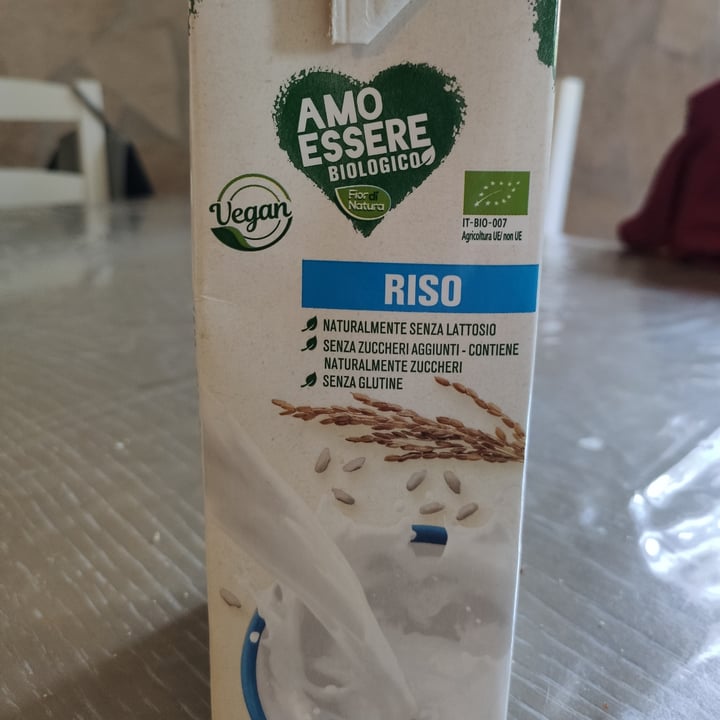 AMO
ESSERE
BIOLOGICO
Fior di
Natura
Vegan
IT-BIO-007
Agricoltura UE/ non UE
RISO
NATURALMENTE SENZA LATTOSIO
SENZA ZUCCHERI AGGIUNTI - CONTIENE
NATURALMENTE ZUCCHERI
SENZA GLUTINE